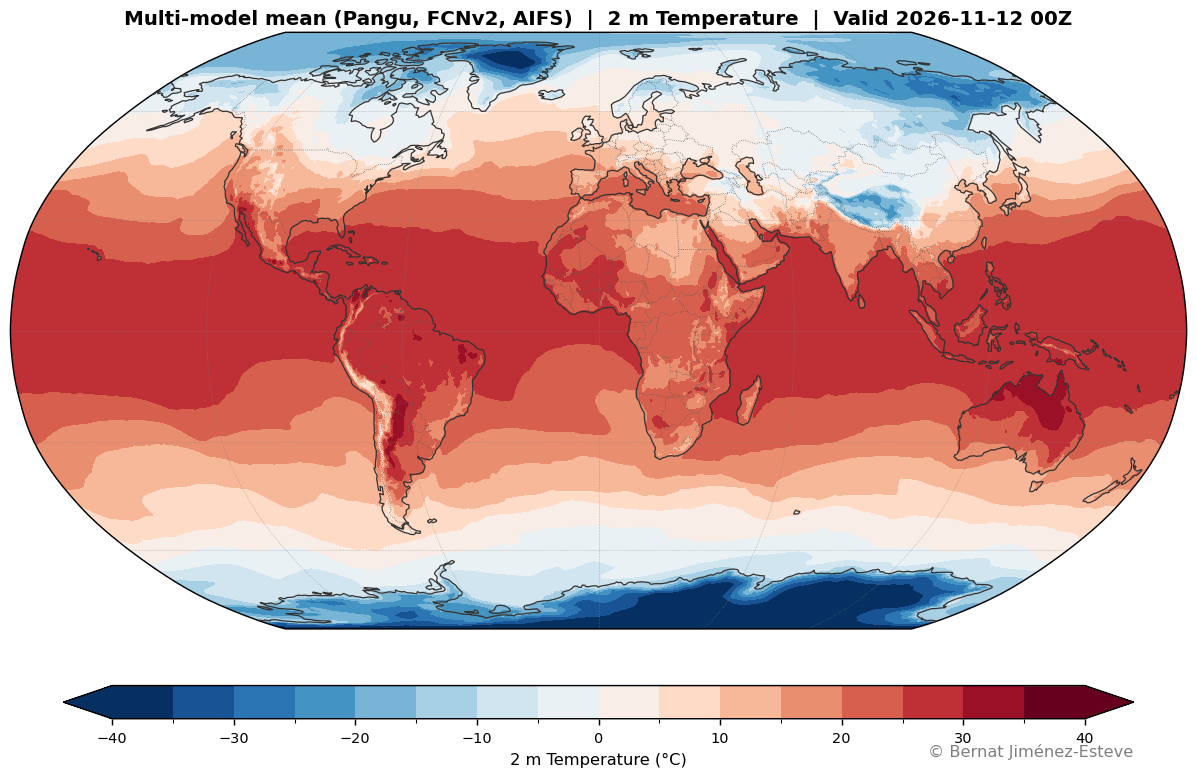 Multi-model mean (Pangu, FCNv2, AIFS)  |  2 m Temperature  |  Valid 2026-11-12 00Z
−40 −30 −20 −10 0 10 20 30 40
2 m Temperature (°C)
© Bernat Jiménez-Esteve